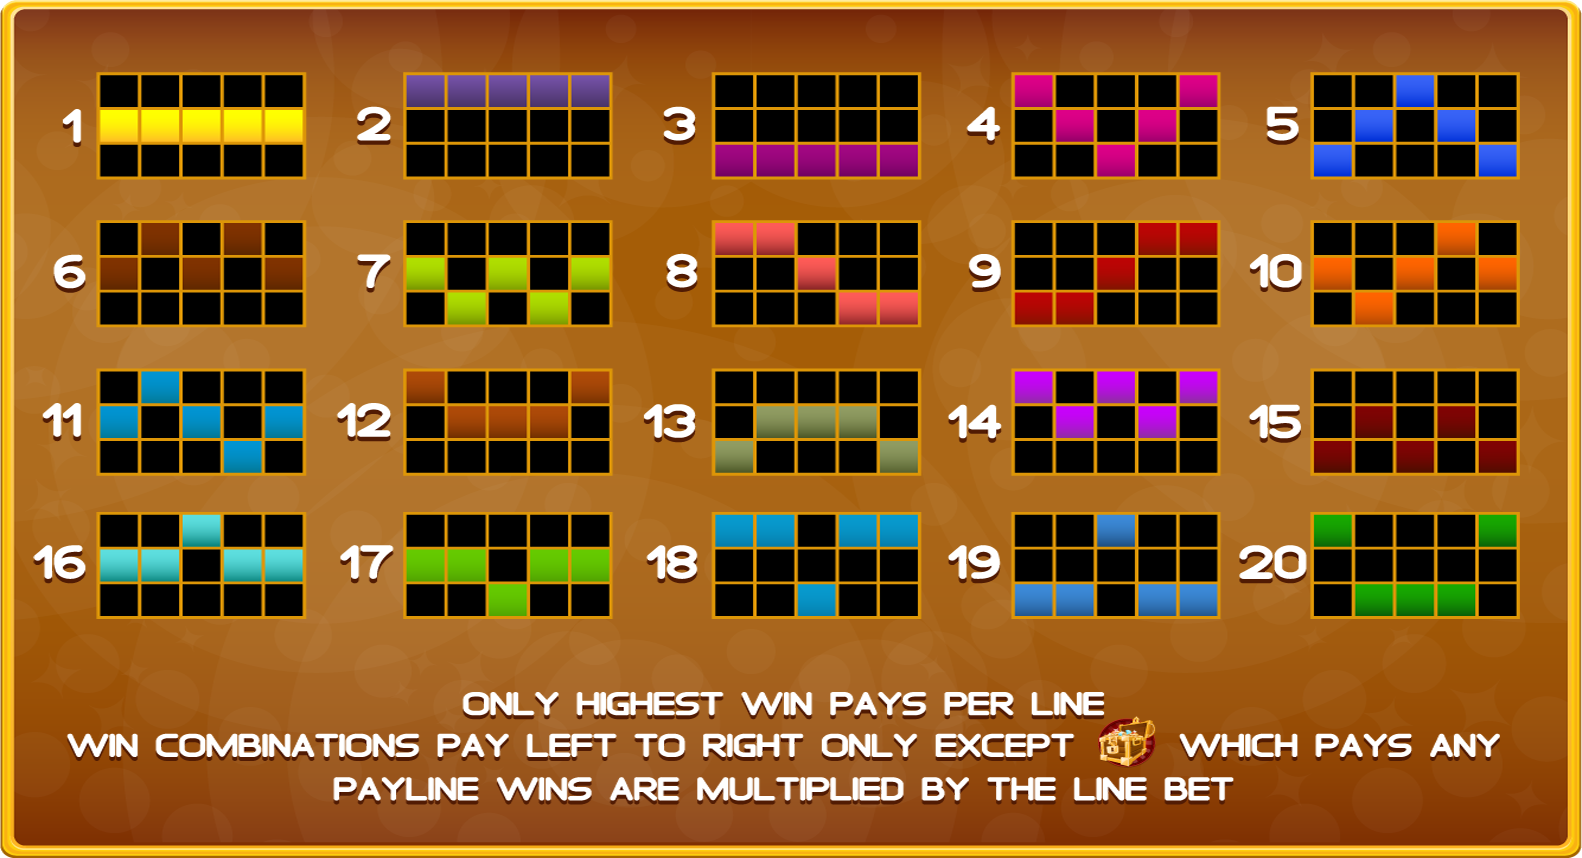 1 2 3 4 5
6 7 8 9 10
11 12 13 14 15
16 17 18 19 20
ONLY HIGHEST WIN PAYS PER LINE
WIN COMBINATIONS PAY LEFT TO RIGHT ONLY EXCEPT WHICH PAYS ANY
PAYLINE WINS ARE MULTIPLIED BY THE LINE BET